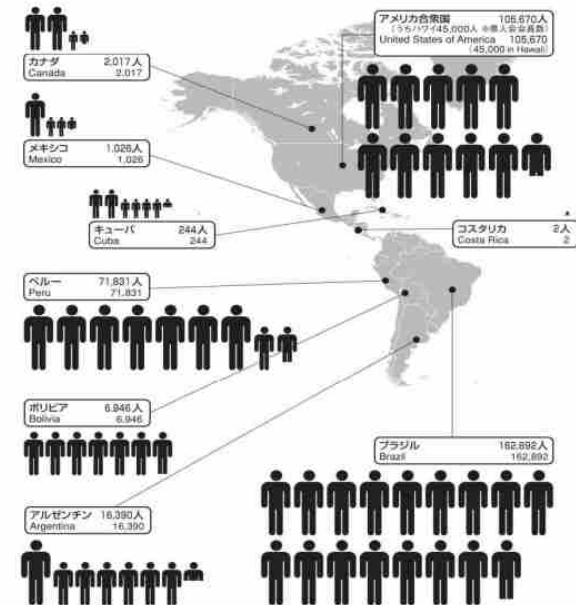 アメリカ合衆国 105,670人
（うちハワイ45,000人 ※県人会会員数）
United States of America 105,670
(45,000 in Hawaii)
カナダ 2,017人
Canada 2,017
メキシコ 1,026人
Mexico 1,026
キューバ 244人
Cuba 244
コスタリカ 2人
Costa Rica 2
ペルー 71,831人
Peru 71,831
ボリビア 6,946人
Bolivia 6,946
ブラジル 162,892人
Brazil 162,892
アルゼンチン 16,390人
Argentina 16,390